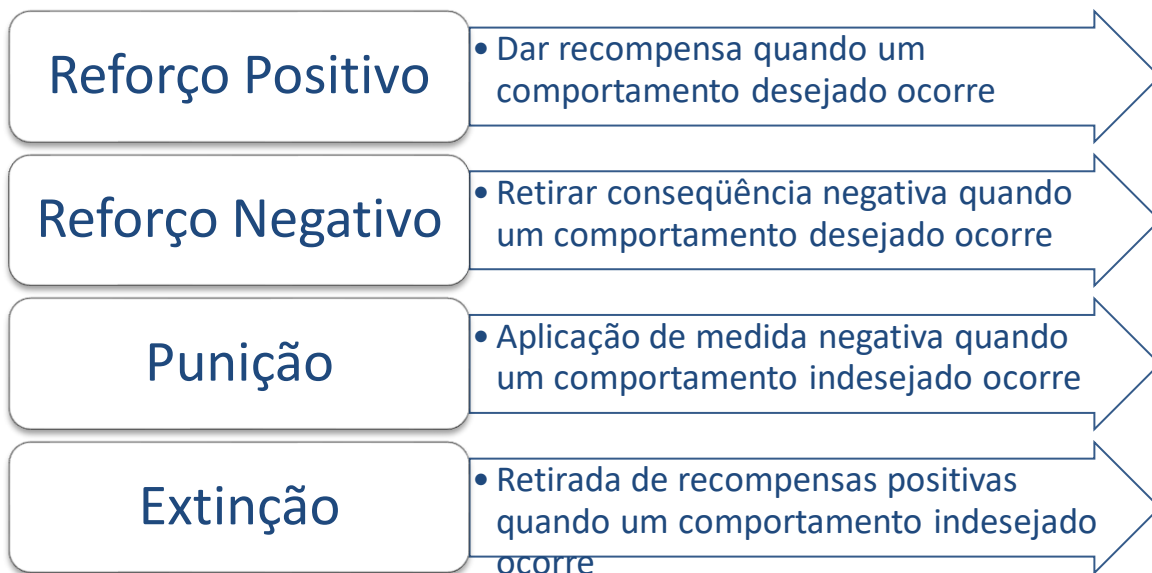 Reforço Positivo
• Dar recompensa quando um
comportamento desejado ocorre
Reforço Negativo
• Retirar conseqüência negativa quando
um comportamento desejado ocorre
Punição
• Aplicação de medida negativa quando
um comportamento indesejado ocorre
Extinção
• Retirada de recompensas positivas
quando um comportamento indesejado
ocorre